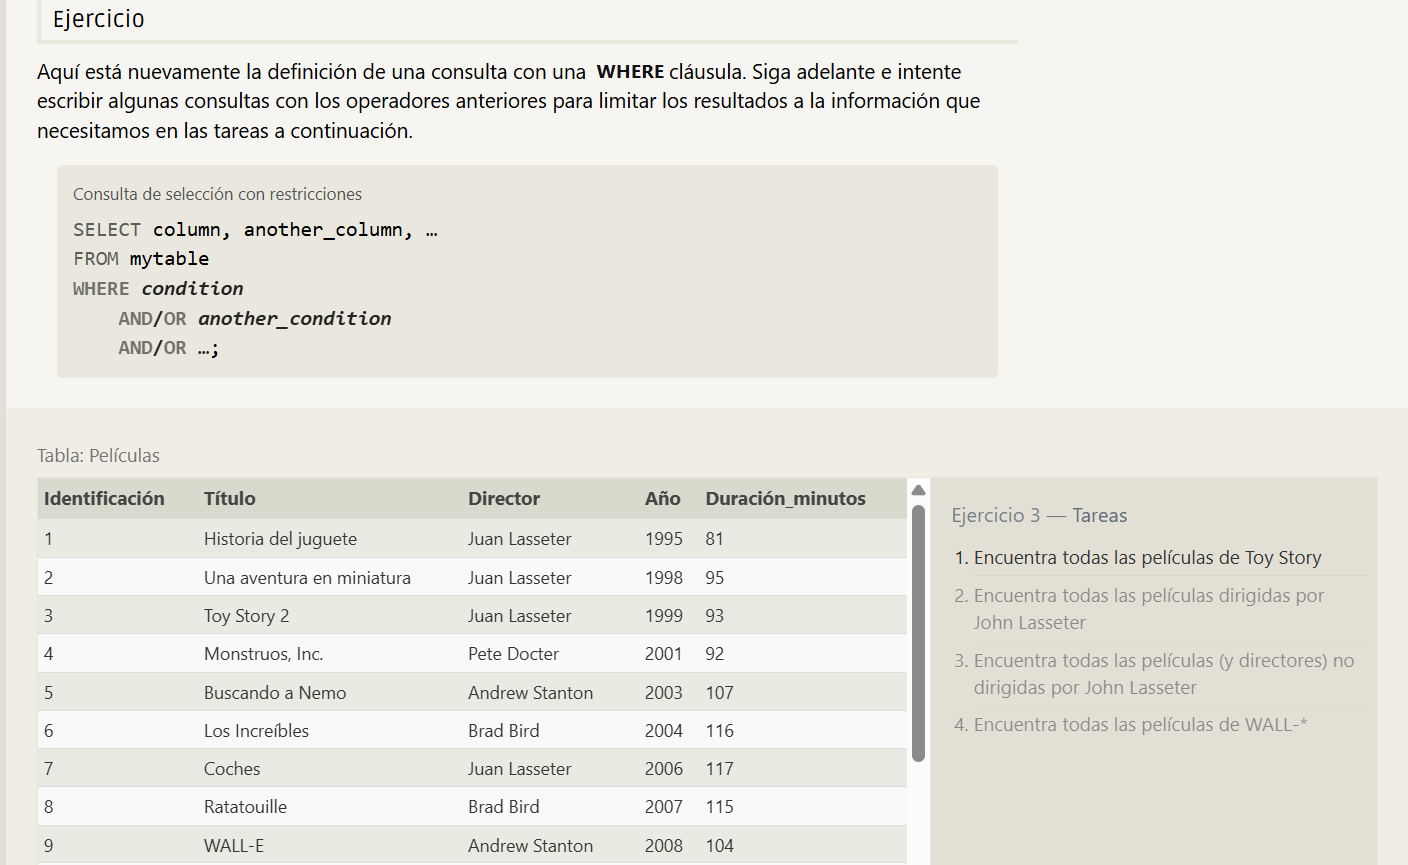 Ejercicio
Aquí está nuevamente la definición de una consulta con una WHERE cláusula. Siga adelante e intente
escribir algunas consultas con los operadores anteriores para limitar los resultados a la información que
necesitamos en las tareas a continuación.
Consulta de selección con restricciones
SELECT column, another_column, …
FROM mytable
WHERE condition
AND/OR another_condition
AND/OR …;
Tabla: Películas
Identificación Título Director Año Duración_minutos
1 Historia del juguete Juan Lasseter 1995 81
2 Una aventura en miniatura Juan Lasseter 1998 95
3 Toy Story 2 Juan Lasseter 1999 93
4 Monstruos, Inc. Pete Docter 2001 92
5 Buscando a Nemo Andrew Stanton 2003 107
6 Los Increíbles Brad Bird 2004 116
7 Coches Juan Lasseter 2006 117
8 Ratatouille Brad Bird 2007 115
9 WALL-E Andrew Stanton 2008 104
Ejercicio 3 — Tareas
1. Encuentra todas las películas de Toy Story
2. Encuentra todas las películas dirigidas por
John Lasseter
3. Encuentra todas las películas (y directores) no
dirigidas por John Lasseter
4. Encuentra todas las películas de WALL-*